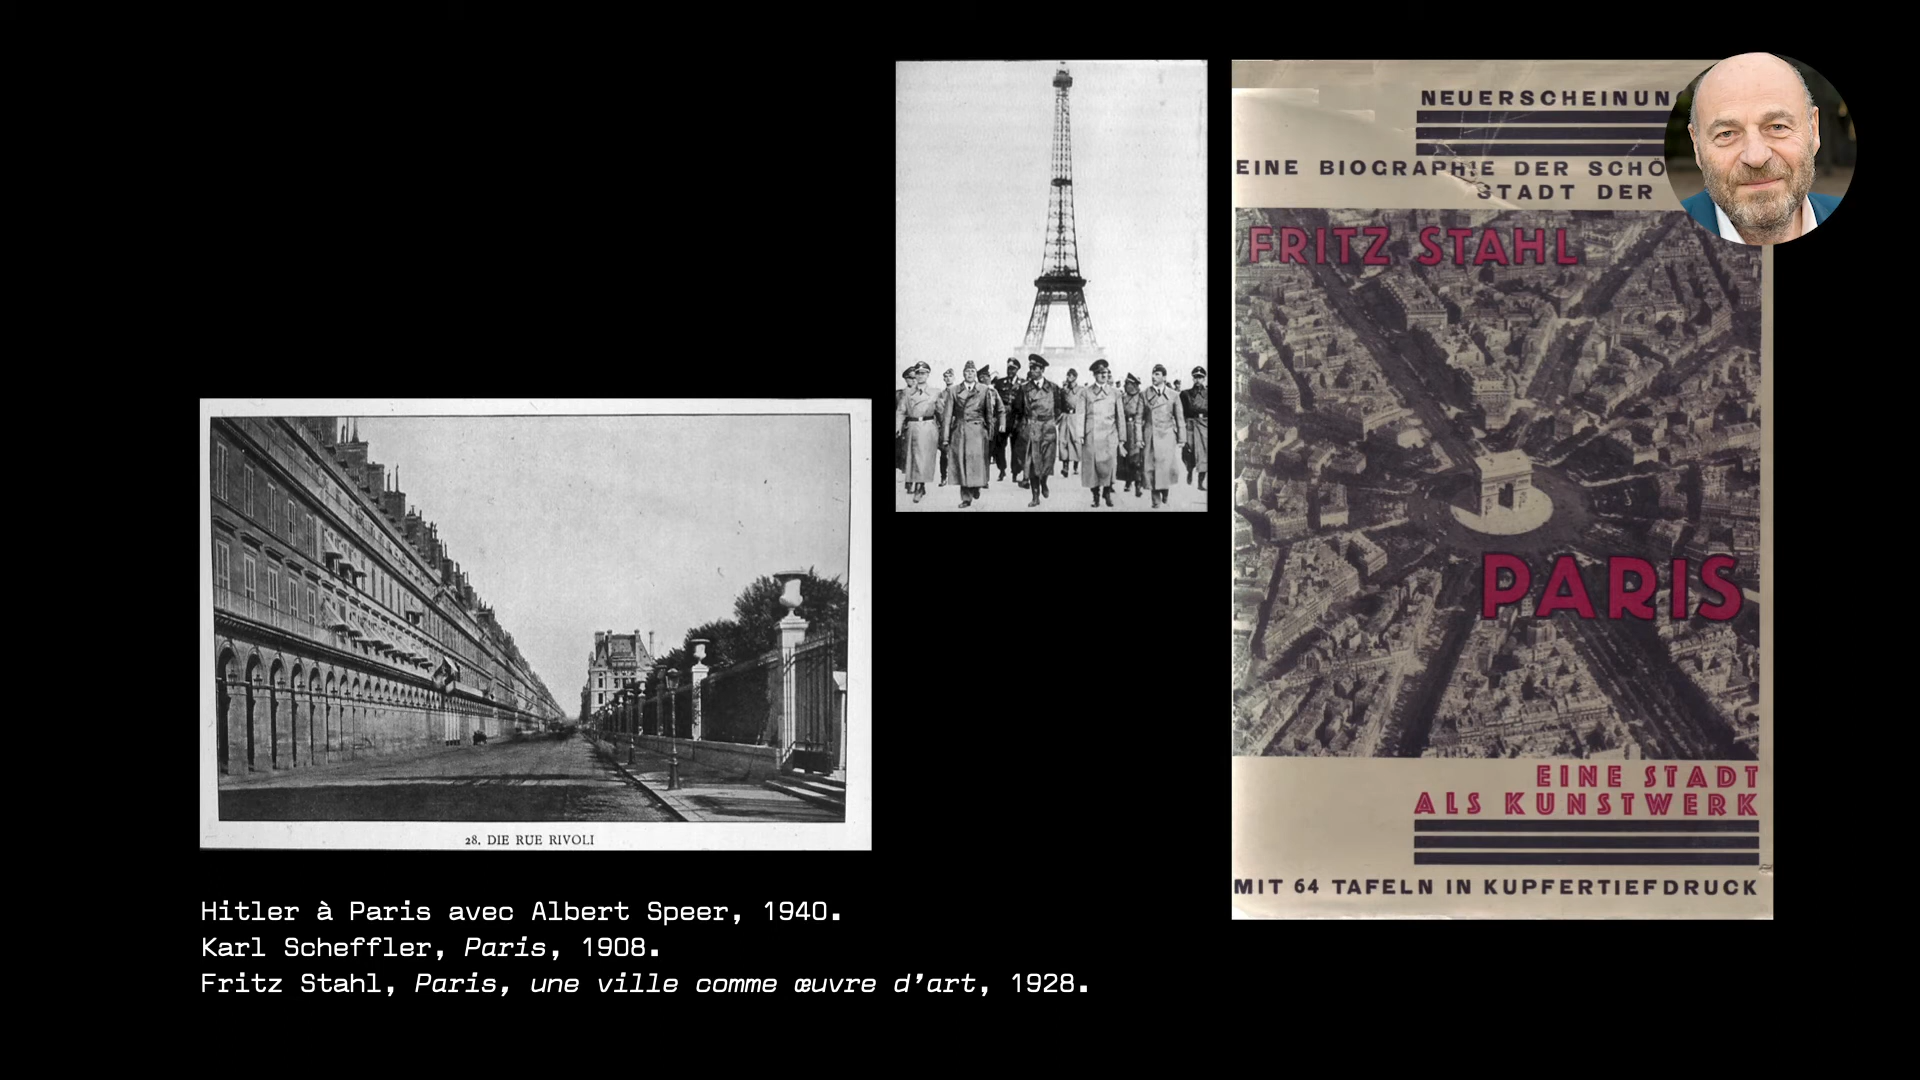 NEUERSCHEINUNG
EINE BIOGRAPHIE DER SCHÖ
STADT DER
FRITZ STAHL
PARIS
EINE STADT
ALS KUNSTWERK
MIT 64 TAFELN IN KUPFERTIEFDRUCK
28. DIE RUE RIVOLI
Hitler à Paris avec Albert Speer, 1940.
Karl Scheffler, Paris, 1908.
Fritz Stahl, Paris, une ville comme œuvre d’art, 1928.